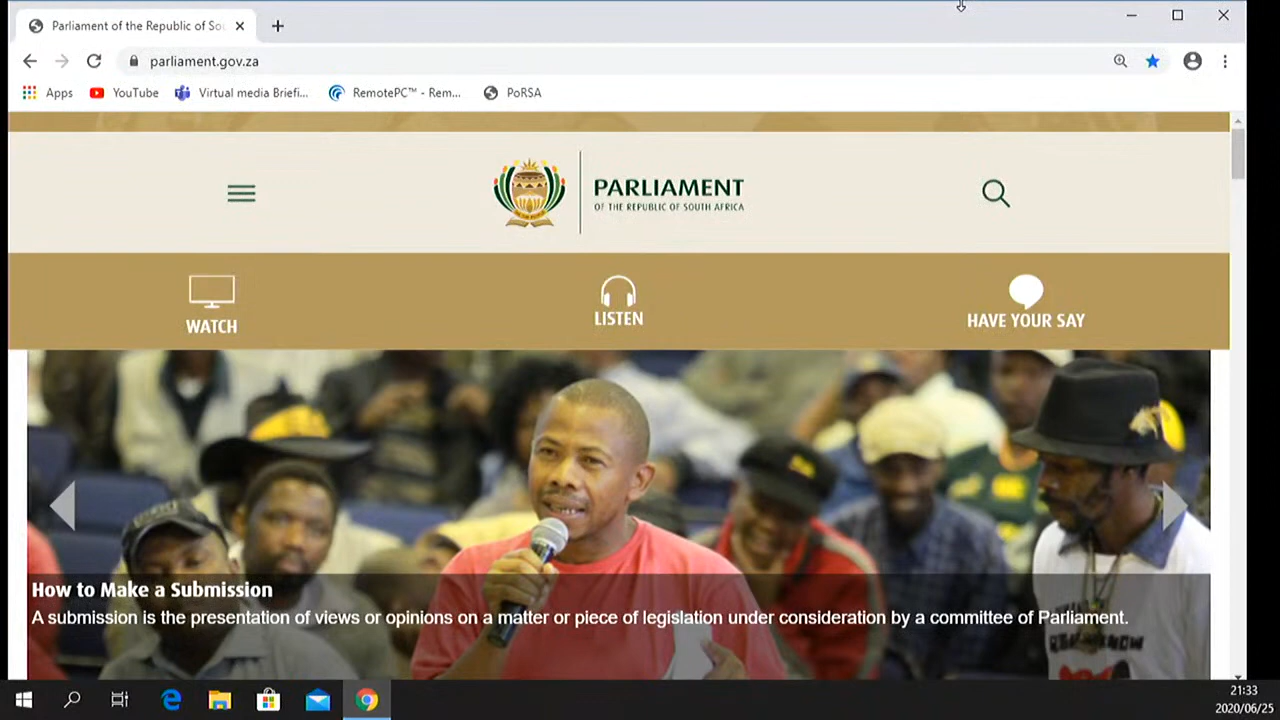 Parliament of the Republic of Sou
parliament.gov.za
Apps
YouTube
Virtual media Briefi...
RemotePC™ - Rem...
PoRSA
PARLIAMENT
OF THE REPUBLIC OF SOUTH AFRICA
WATCH
LISTEN
HAVE YOUR SAY
How to Make a Submission
A submission is the presentation of views or opinions on a matter or piece of legislation under consideration by a committee of Parliament.
21:33
2020/06/25